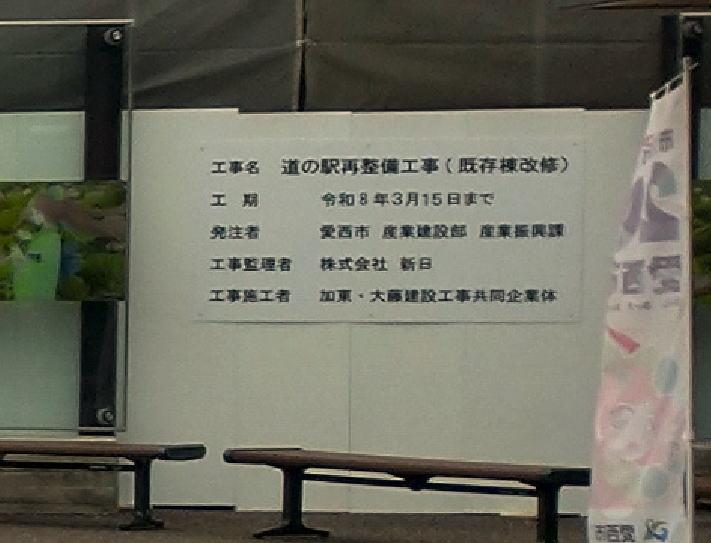 工事名 道の駅再整備工事(既存棟改修)
工 期 令和8年3月15日まで
発注者 愛西市 産業建設部 産業振興課
工事監理者 株式会社 新日
工事施工者 加東・大藤建設工事共同企業体
愛西市